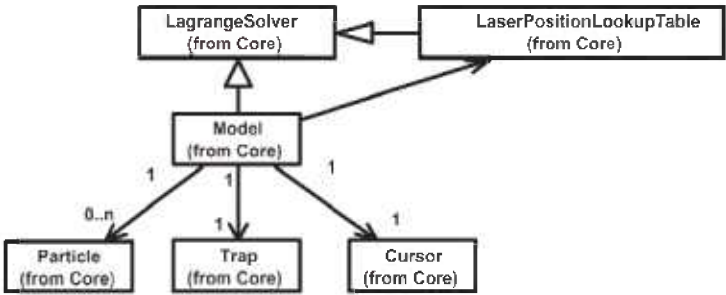 LagrangeSolver
(from Core)
LaserPositionLookupTable
(from Core)
Model
(from Core)
1
1
1
0..n
1
1
Particle
(from Core)
Trap
(from Core)
Cursor
(from Core)